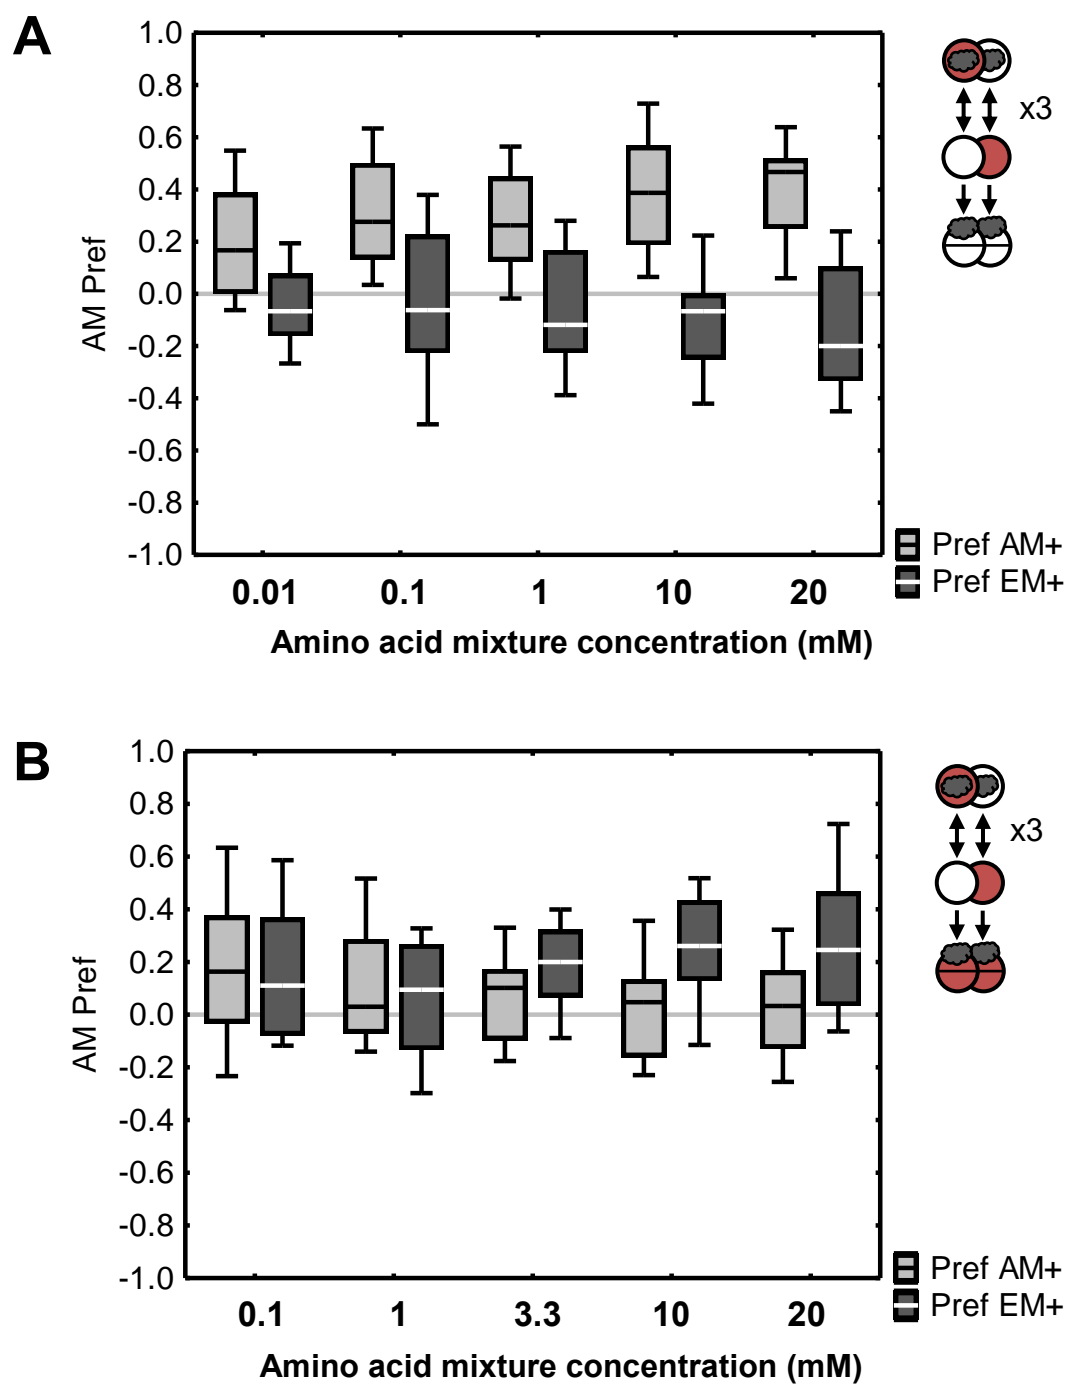 A
1.0
0.8
0.6
0.4
0.2
0.0
-0.2
-0.4
-0.6
-0.8
-1.0
AM Pref
x3
Pref AM+
Pref EM+
0.01 0.1 1 10 20
Amino acid mixture concentration (mM)
B
1.0
0.8
0.6
0.4
0.2
0.0
-0.2
-0.4
-0.6
-0.8
-1.0
AM Pref
x3
Pref AM+
Pref EM+
0.1 1 3.3 10 20
Amino acid mixture concentration (mM)